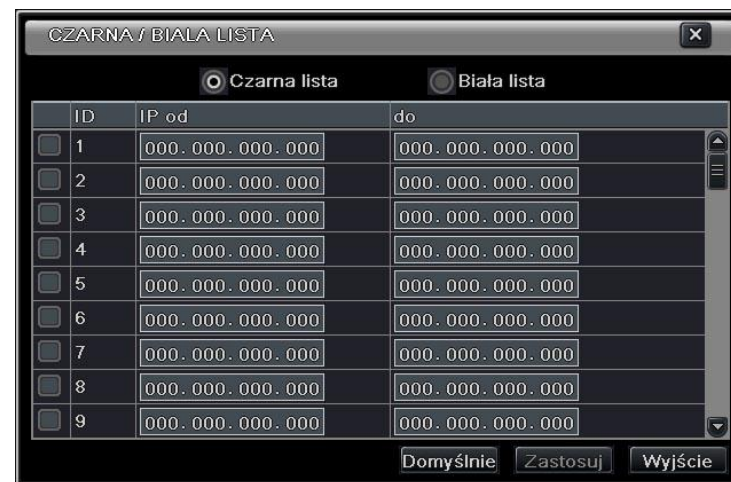 CZARNA / BIALA LISTA
Czarna lista Biała lista
ID IP od do
1 000.000.000.000 000.000.000.000
2 000.000.000.000 000.000.000.000
3 000.000.000.000 000.000.000.000
4 000.000.000.000 000.000.000.000
5 000.000.000.000 000.000.000.000
6 000.000.000.000 000.000.000.000
7 000.000.000.000 000.000.000.000
8 000.000.000.000 000.000.000.000
9 000.000.000.000 000.000.000.000
Domyślnie Zastosuj Wyjście